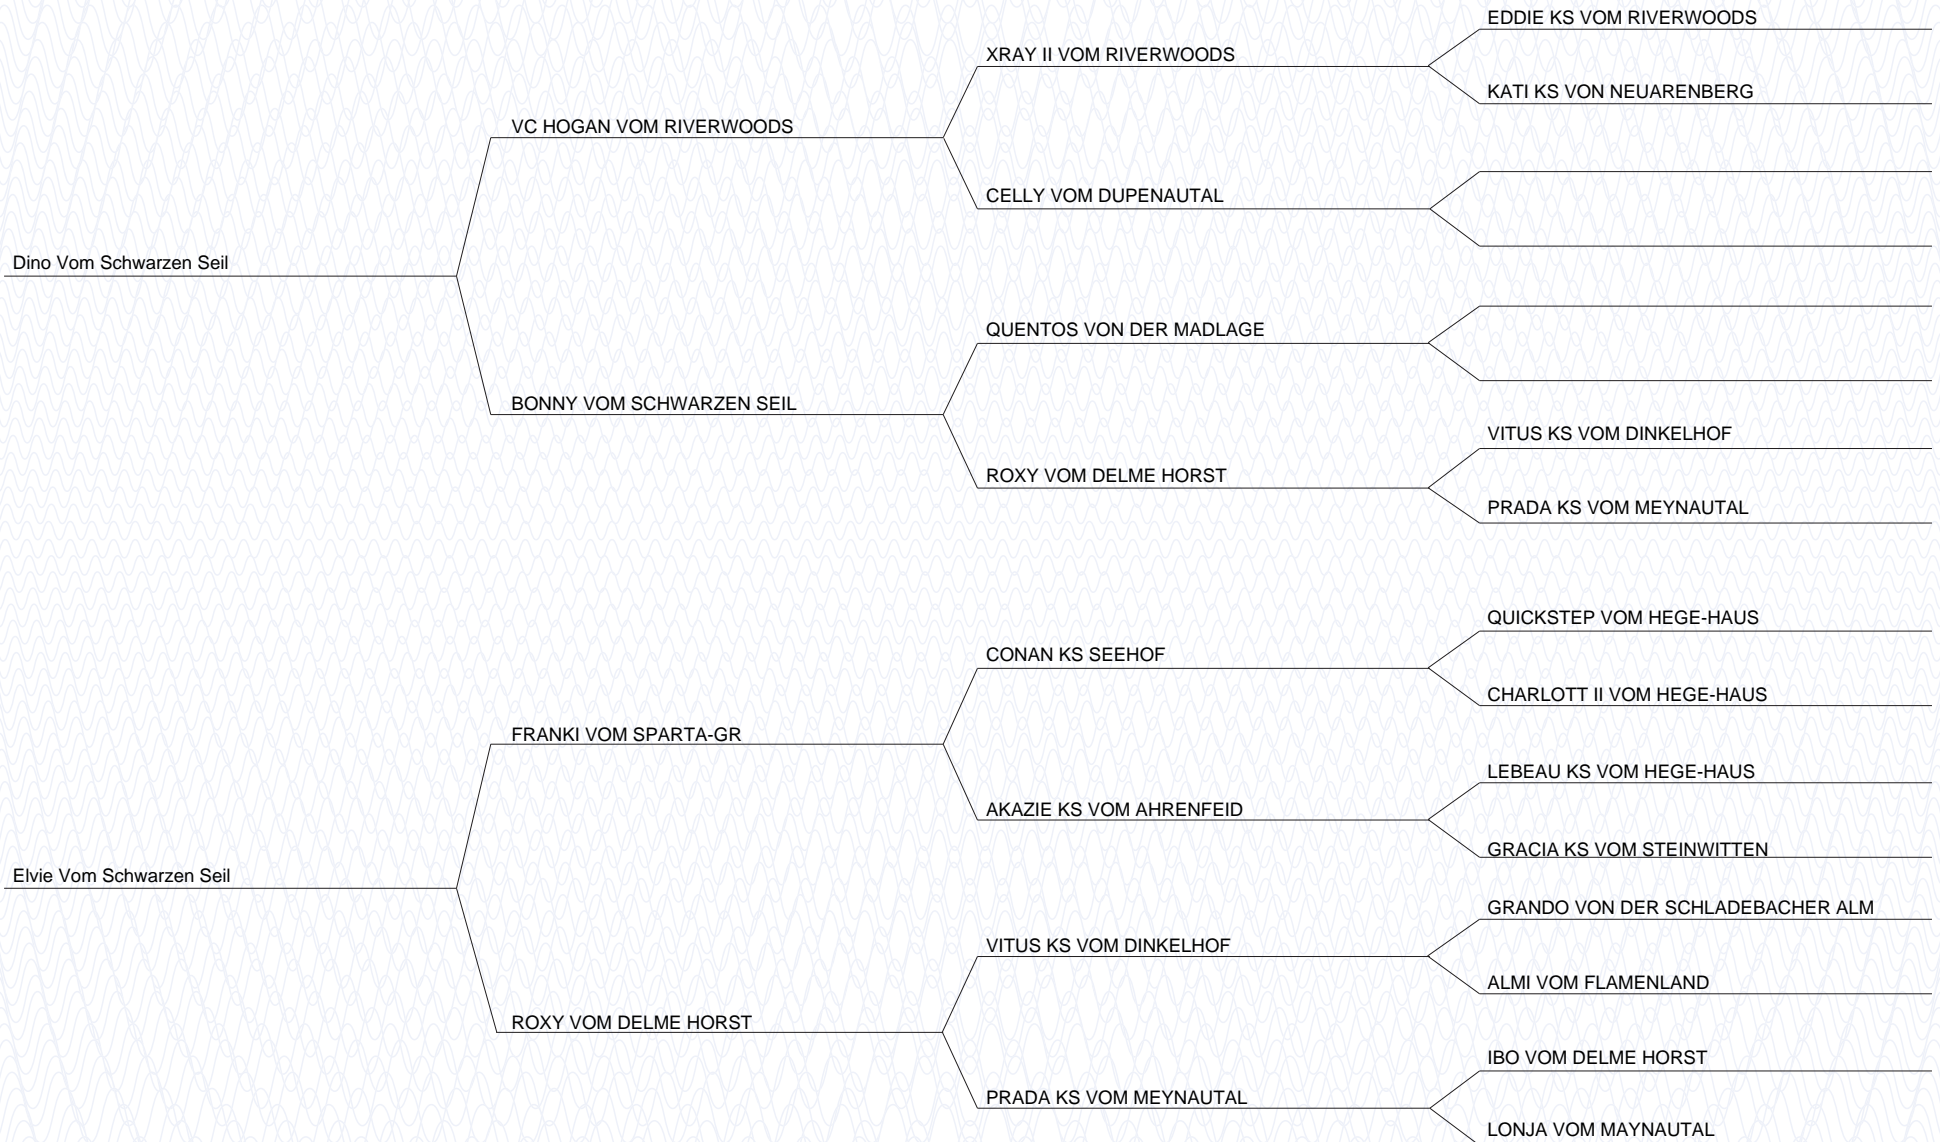 EDDIE KS VOM RIVERWOODS
XRAY II VOM RIVERWOODS
KATI KS VON NEUARENBERG
VC HOGAN VOM RIVERWOODS
CELLY VOM DUPENAUTAL
Dino Vom Schwarzen Seil
QUENTOS VON DER MADLAGE
BONNY VOM SCHWARZEN SEIL
VITUS KS VOM DINKELHOF
ROXY VOM DELME HORST
PRADA KS VOM MEYNAUTAL
QUICKSTEP VOM HEGE-HAUS
CONAN KS SEEHOF
CHARLOTT II VOM HEGE-HAUS
FRANKI VOM SPARTA-GR
LEBEAU KS VOM HEGE-HAUS
AKAZIE KS VOM AHRENFEID
GRACIA KS VOM STEINWITTEN
Elvie Vom Schwarzen Seil
GRANDO VON DER SCHLADEBACHER ALM
VITUS KS VOM DINKELHOF
ALMI VOM FLAMENLAND
ROXY VOM DELME HORST
IBO VOM DELME HORST
PRADA KS VOM MEYNAUTAL
LONJA VOM MAYNAUTAL